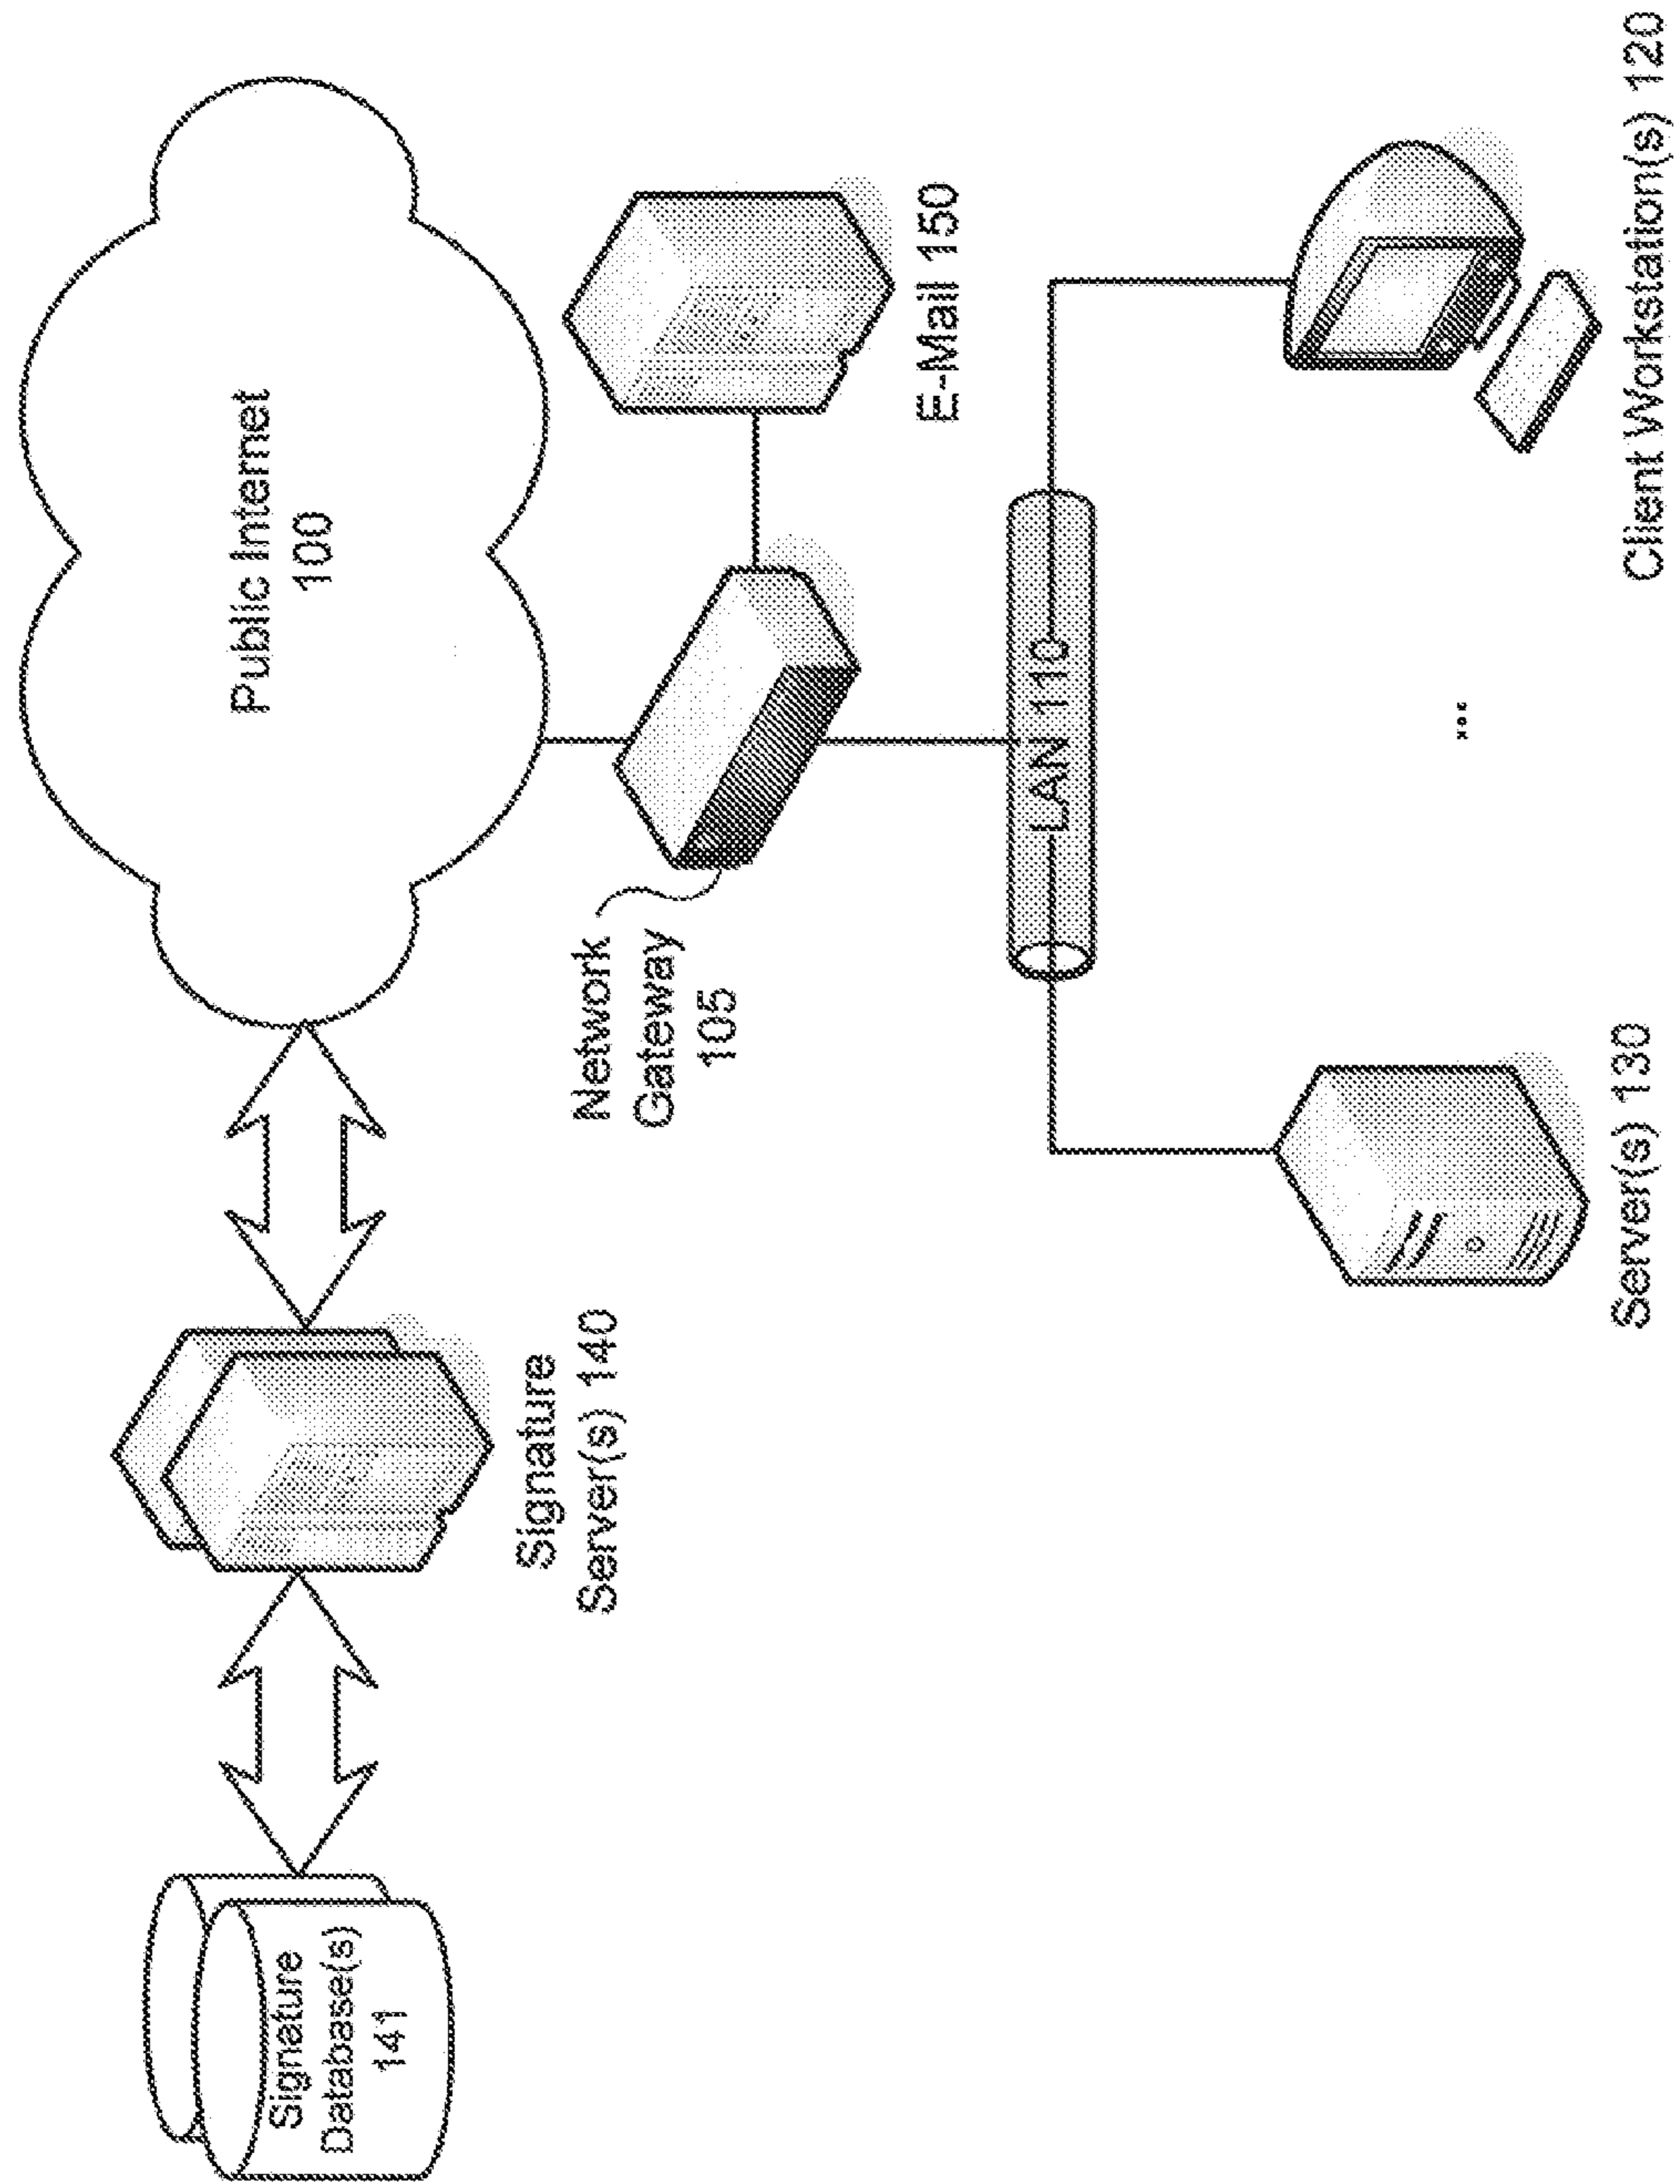 Public Internet
100
Signature
Database(s)
141
Signature
Server(s) 140
Network
Gateway
105
E-Mail 150
LAN 110
...
Server(s) 130
Client Workstation(s) 120